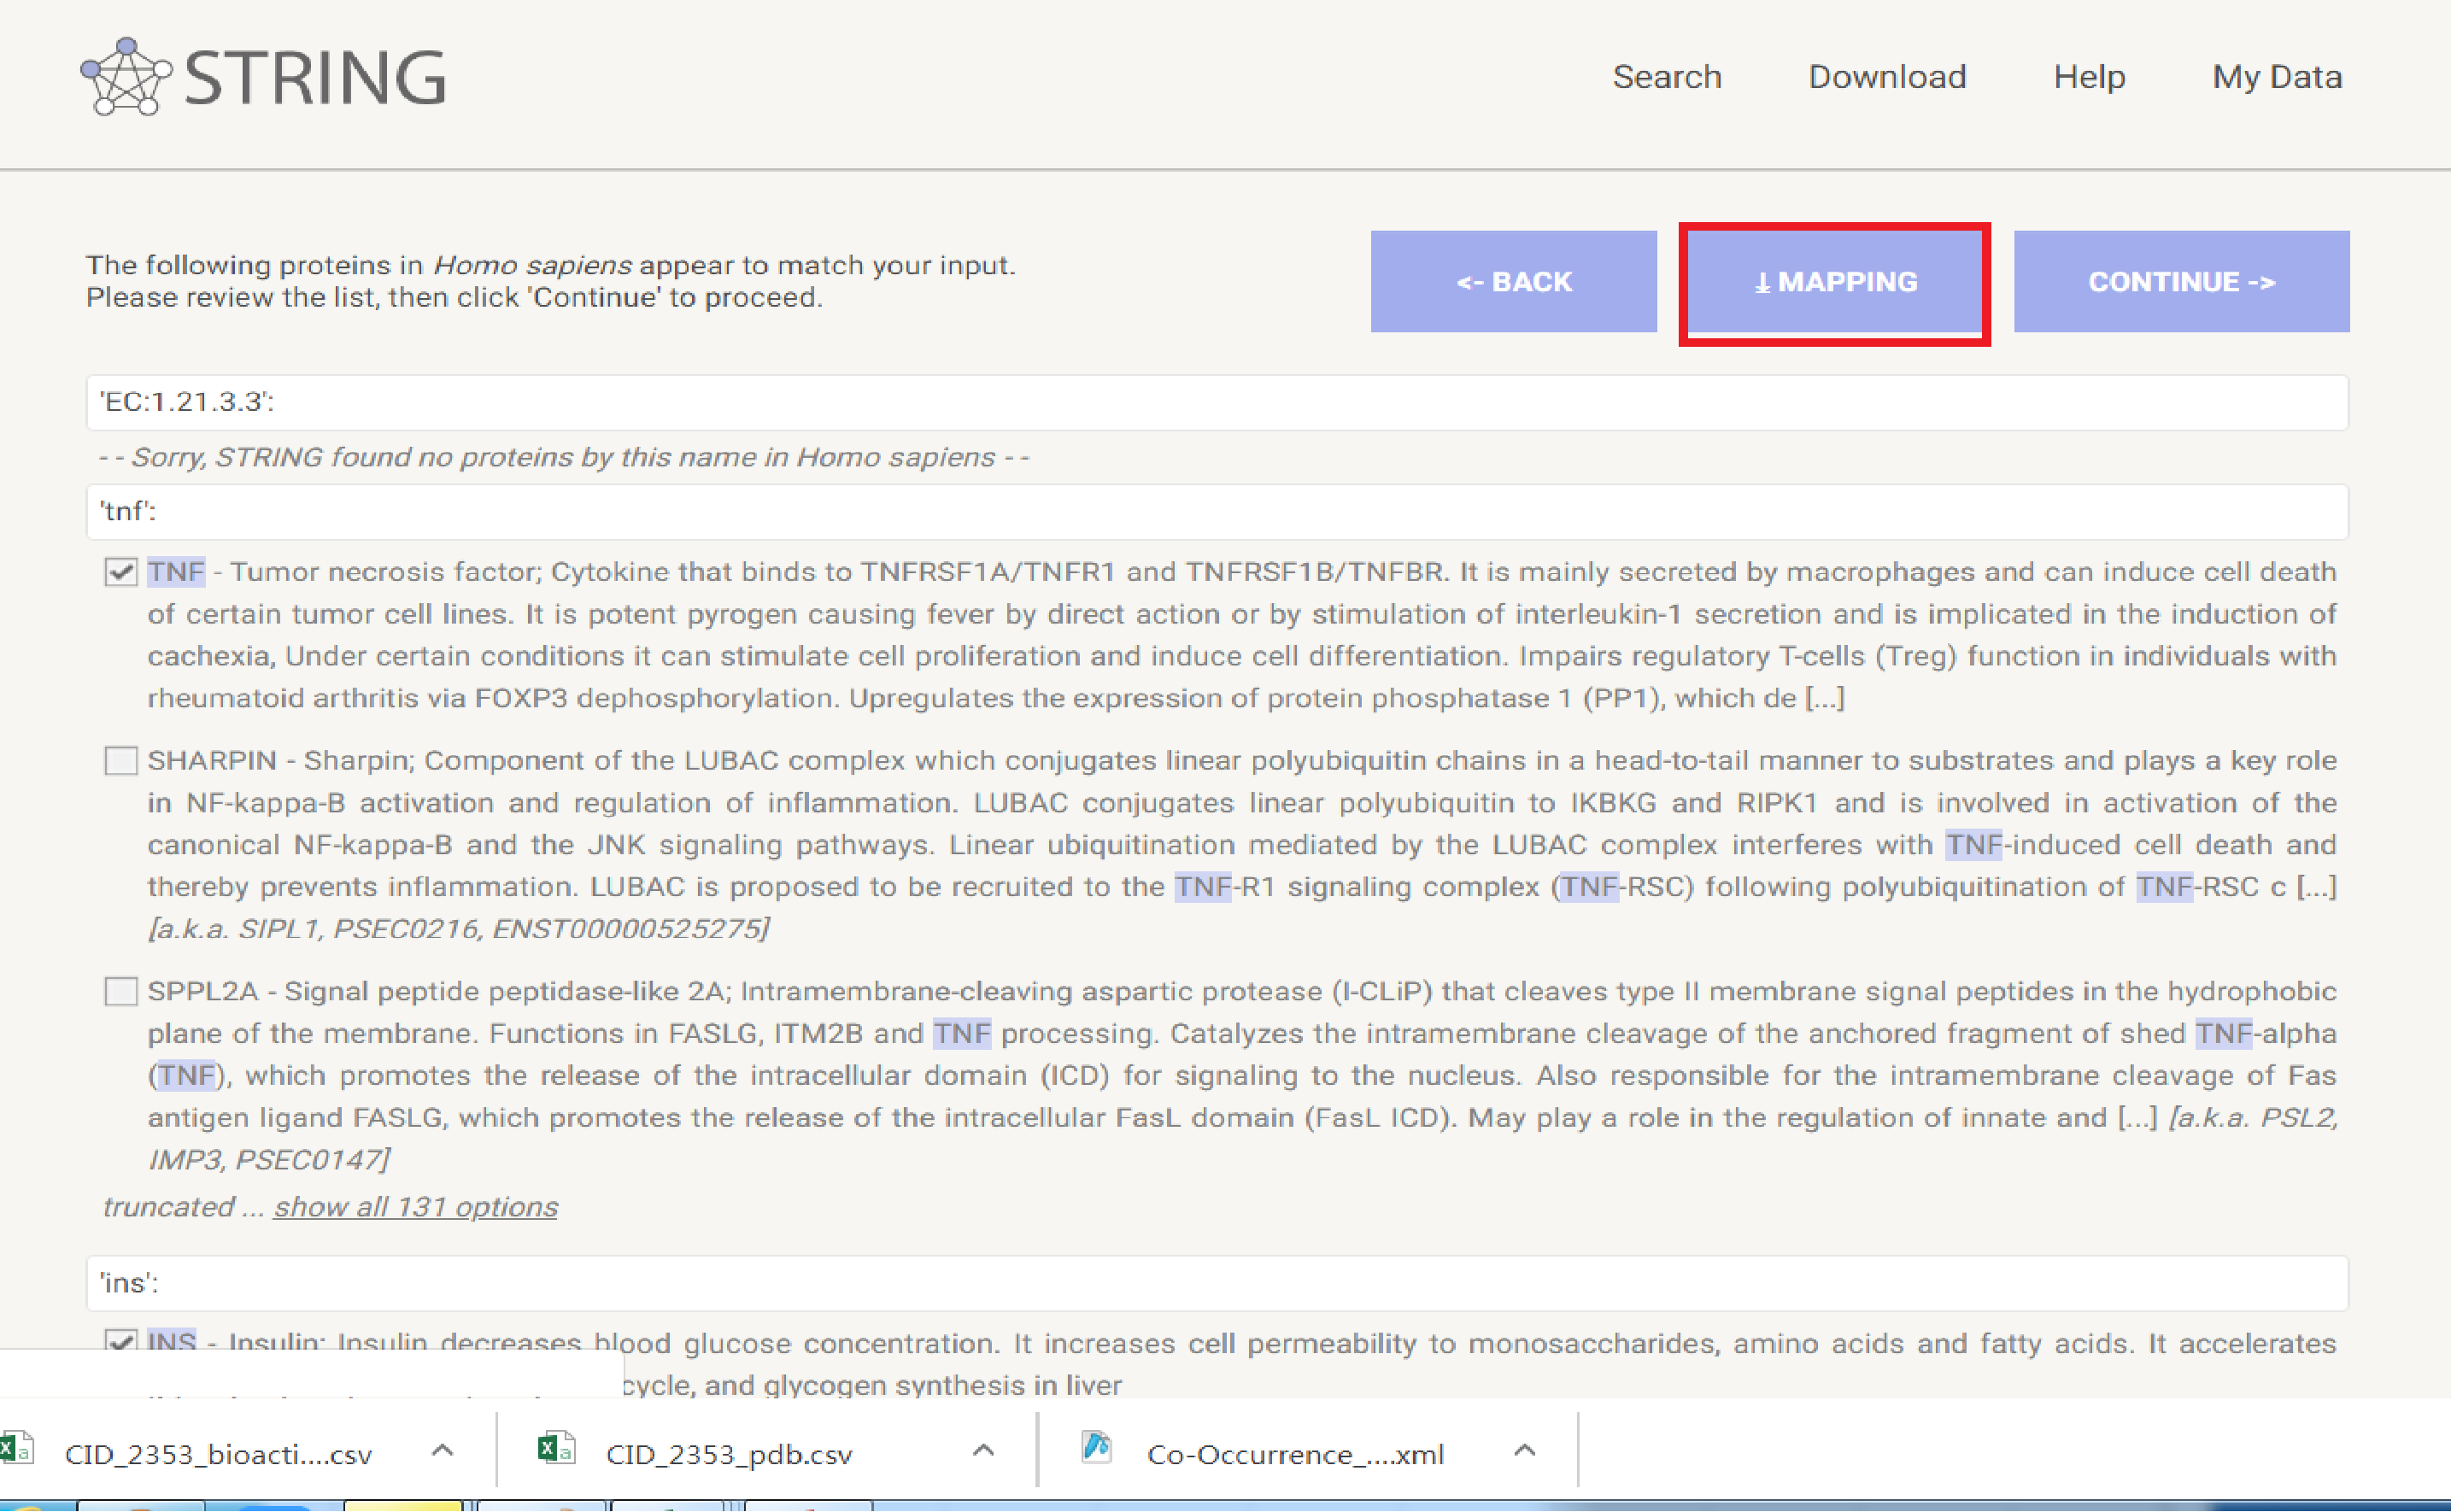 STRING
Search Download Help My Data
The following proteins in Homo sapiens appear to match your input.
Please review the list, then click 'Continue' to proceed.
<- BACK
MAPPING
CONTINUE ->
'EC:1.21.3.3':
- - Sorry, STRING found no proteins by this name in Homo sapiens - -
'tnf':
TNF - Tumor necrosis factor; Cytokine that binds to TNFRSF1A/TNFR1 and TNFRSF1B/TNFBR. It is mainly secreted by macrophages and can induce cell death
of certain tumor cell lines. It is potent pyrogen causing fever by direct action or by stimulation of interleukin-1 secretion and is implicated in the induction of
cachexia, Under certain conditions it can stimulate cell proliferation and induce cell differentiation. Impairs regulatory T-cells (Treg) function in individuals with
rheumatoid arthritis via FOXP3 dephosphorylation. Upregulates the expression of protein phosphatase 1 (PP1), which de [...]
SHARPIN - Sharpin; Component of the LUBAC complex which conjugates linear polyubiquitin chains in a head-to-tail manner to substrates and plays a key role
in NF-kappa-B activation and regulation of inflammation. LUBAC conjugates linear polyubiquitin to IKBKG and RIPK1 and is involved in activation of the
canonical NF-kappa-B and the JNK signaling pathways. Linear ubiquitination mediated by the LUBAC complex interferes with TNF-induced cell death and
thereby prevents inflammation. LUBAC is proposed to be recruited to the TNF-R1 signaling complex (TNF-RSC) following polyubiquitination of TNF-RSC c [...]
[a.k.a. SIPL1, PSEC0216, ENST00000525275]
SPPL2A - Signal peptide peptidase-like 2A; Intramembrane-cleaving aspartic protease (I-CLiP) that cleaves type II membrane signal peptides in the hydrophobic
plane of the membrane. Functions in FASLG, ITM2B and TNF processing. Catalyzes the intramembrane cleavage of the anchored fragment of shed TNF-alpha
(TNF), which promotes the release of the intracellular domain (ICD) for signaling to the nucleus. Also responsible for the intramembrane cleavage of Fas
antigen ligand FASLG, which promotes the release of the intracellular FasL domain (FasL ICD). May play a role in the regulation of innate and [...] [a.k.a. PSL2,
IMP3, PSEC0147]
truncated ... show all 131 options
'ins':
INS - Insulin; Insulin decreases blood glucose concentration. It increases cell permeability to monosaccharides, amino acids and fatty acids. It accelerates
cycle, and glycogen synthesis in liver
CID_2353_bioacti....csv
CID_2353_pdb.csv
Co-Occurrence_....xml